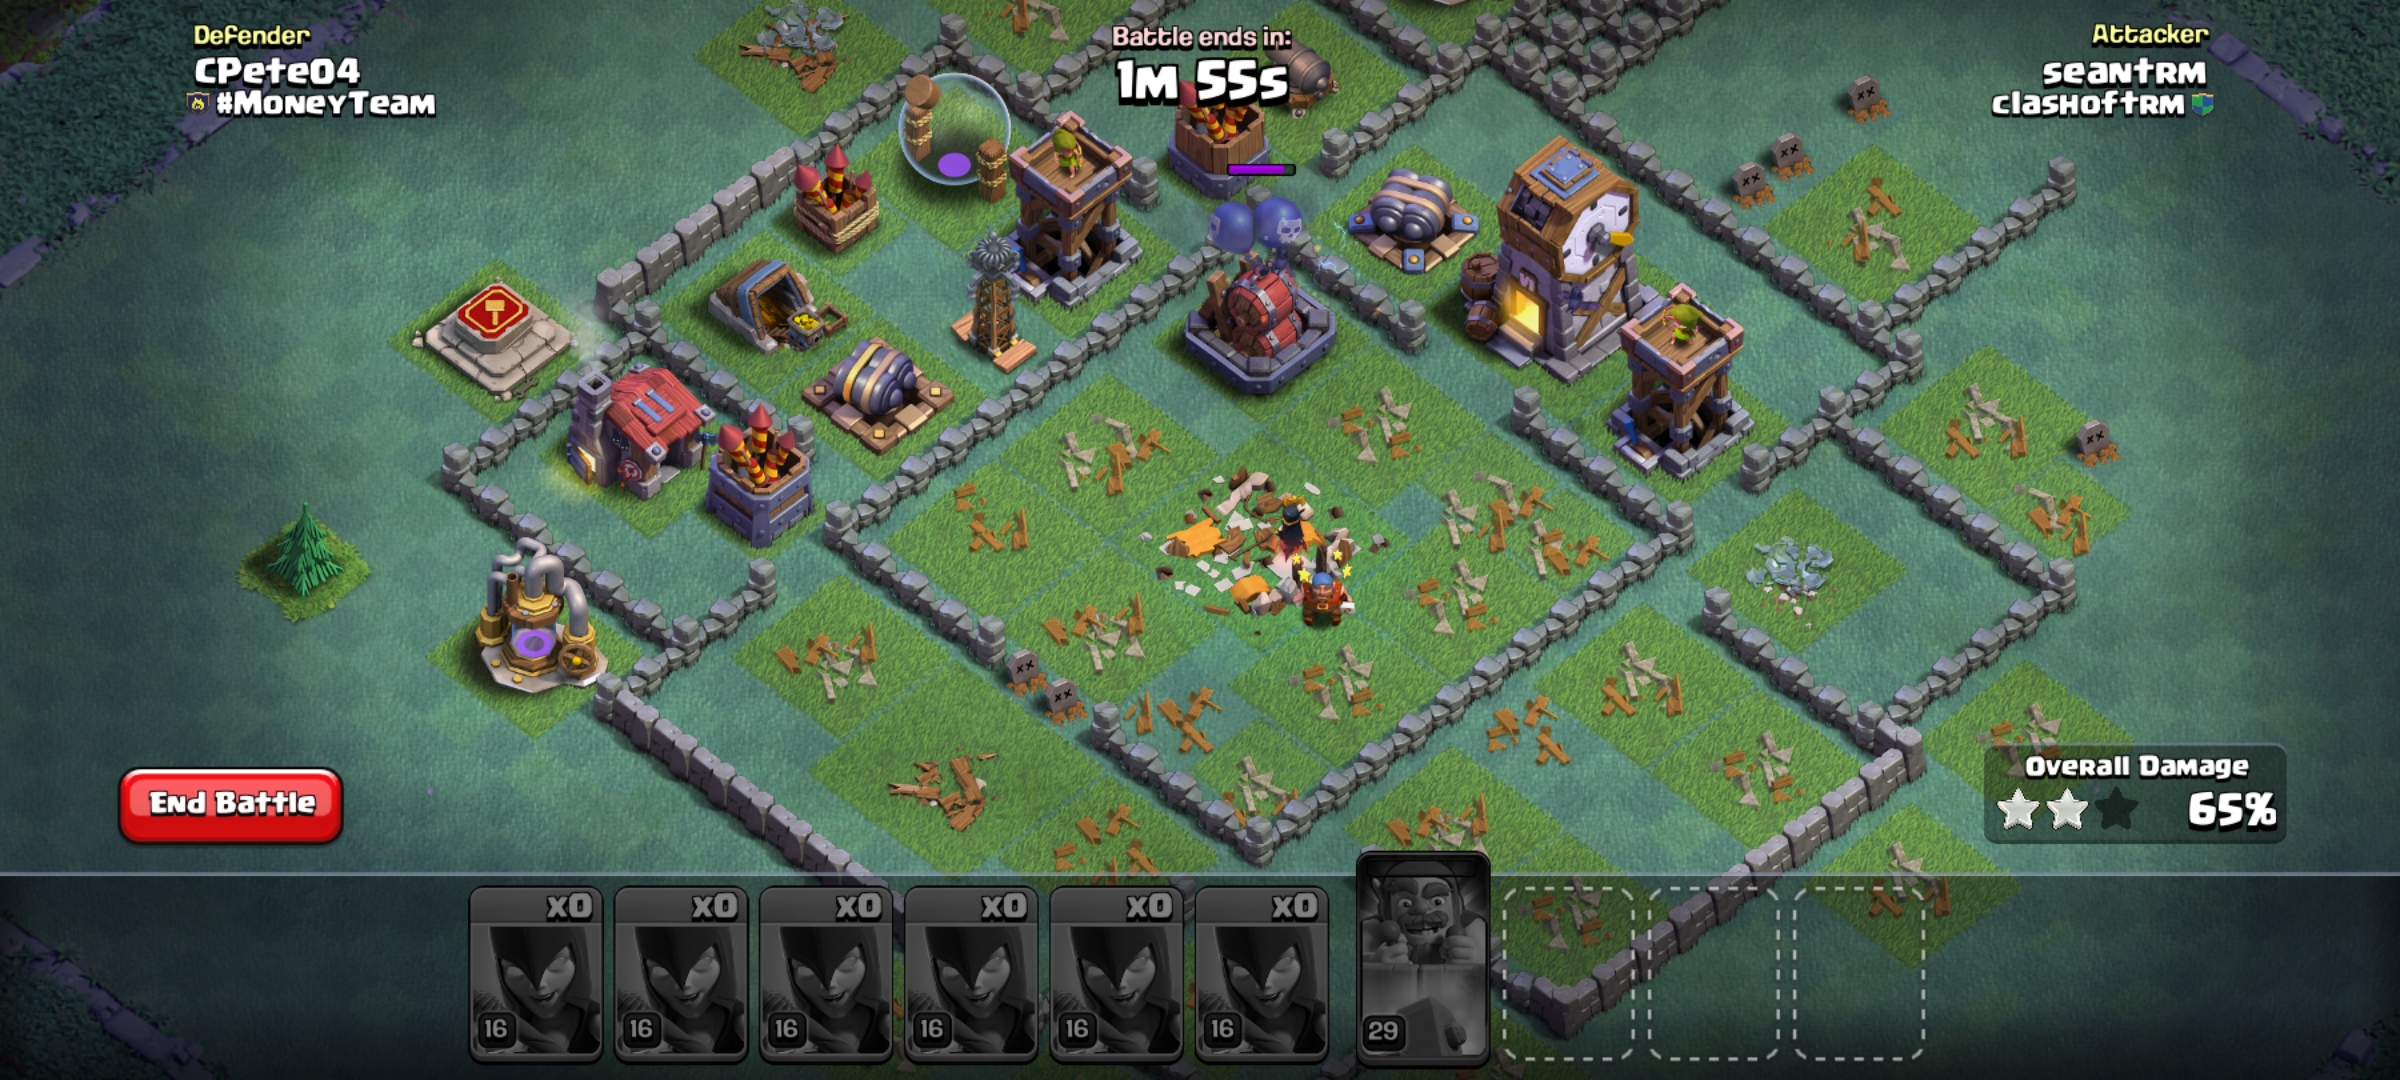 Defender
CPete04
#MoneyTeam
Battle ends in:
1M 55s
Attacker
seantRM
clashoftRM
End Battle
Overall Damage
65%
x0
x0
x0
x0
x0
x0
16
16
16
16
16
16
29